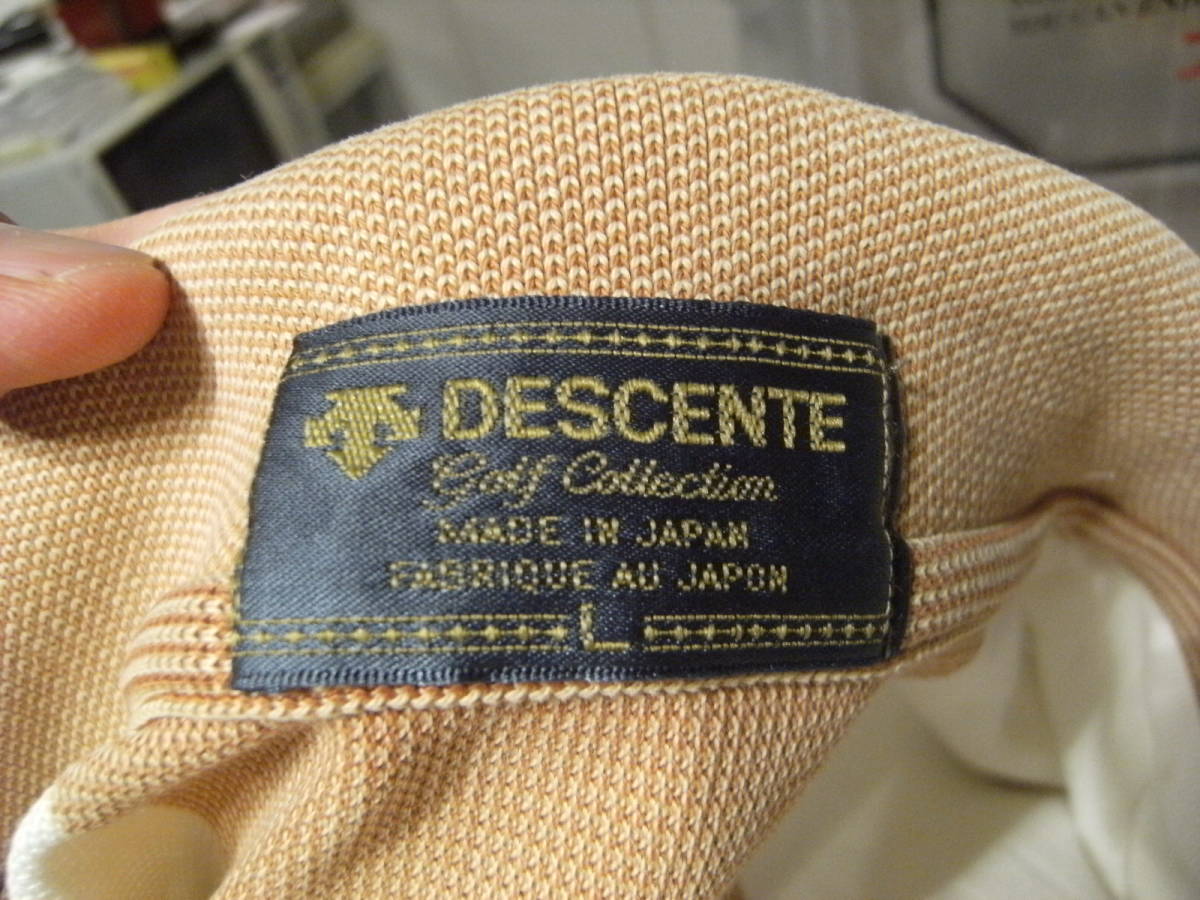 DESCENTE
Golf Collection
MADE IN JAPAN
FABRIQUE AU JAPON
L